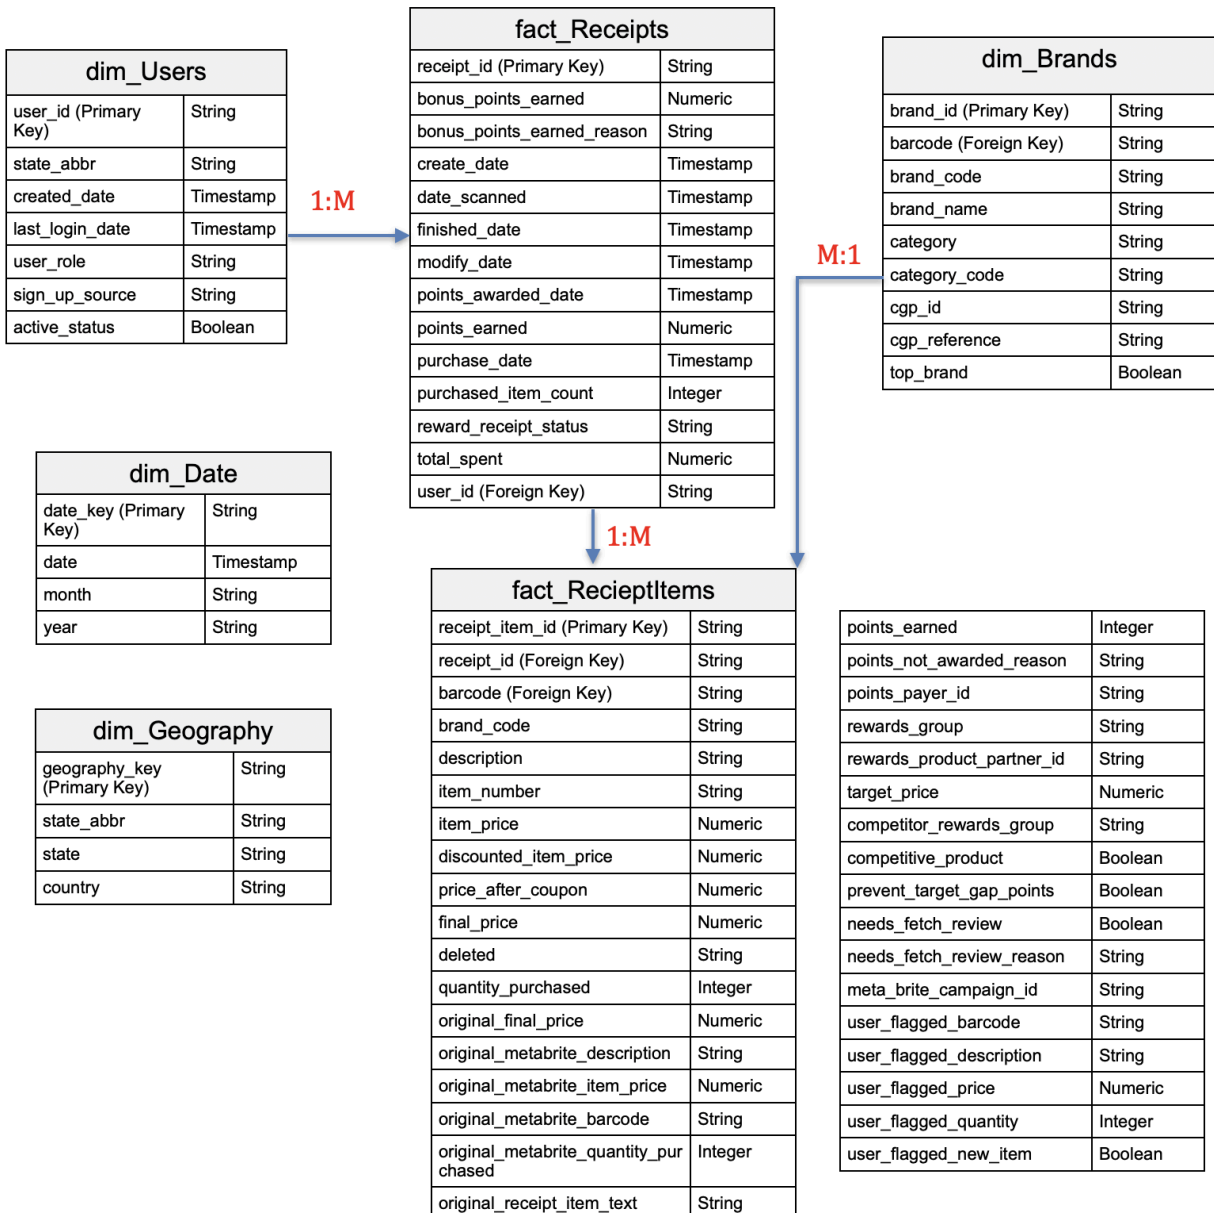 dim_Users
user_id (Primary
Key) String
state_abbr String
created_date Timestamp
last_login_date Timestamp
user_role String
sign_up_source String
active_status Boolean
1:M
fact_Receipts
receipt_id (Primary Key) String
bonus_points_earned Numeric
bonus_points_earned_reason String
create_date Timestamp
date_scanned Timestamp
finished_date Timestamp
modify_date Timestamp
points_awarded_date Timestamp
points_earned Numeric
purchase_date Timestamp
purchased_item_count Integer
reward_receipt_status String
total_spent Numeric
user_id (Foreign Key) String
1:M
M:1
dim_Brands
brand_id (Primary Key) String
barcode (Foreign Key) String
brand_code String
brand_name String
category String
category_code String
cgp_id String
cgp_reference String
top_brand Boolean
dim_Date
date_key (Primary
Key) String
date Timestamp
month String
year String
dim_Geography
geography_key
(Primary Key) String
state_abbr String
state String
country String
fact_RecieptItems
receipt_item_id (Primary Key) String
receipt_id (Foreign Key) String
barcode (Foreign Key) String
brand_code String
description String
item_number String
item_price Numeric
discounted_item_price Numeric
price_after_coupon Numeric
final_price Numeric
deleted String
quantity_purchased Integer
original_final_price Numeric
original_metabrite_description String
original_metabrite_item_price Numeric
original_metabrite_barcode String
original_metabrite_quantity_pur
chased Integer
original_receipt_item_text String
points_earned Integer
points_not_awarded_reason String
points_payer_id String
rewards_group String
rewards_product_partner_id String
target_price Numeric
competitor_rewards_group String
competitive_product Boolean
prevent_target_gap_points Boolean
needs_fetch_review Boolean
needs_fetch_review_reason String
meta_brite_campaign_id String
user_flagged_barcode String
user_flagged_description String
user_flagged_price Numeric
user_flagged_quantity Integer
user_flagged_new_item Boolean